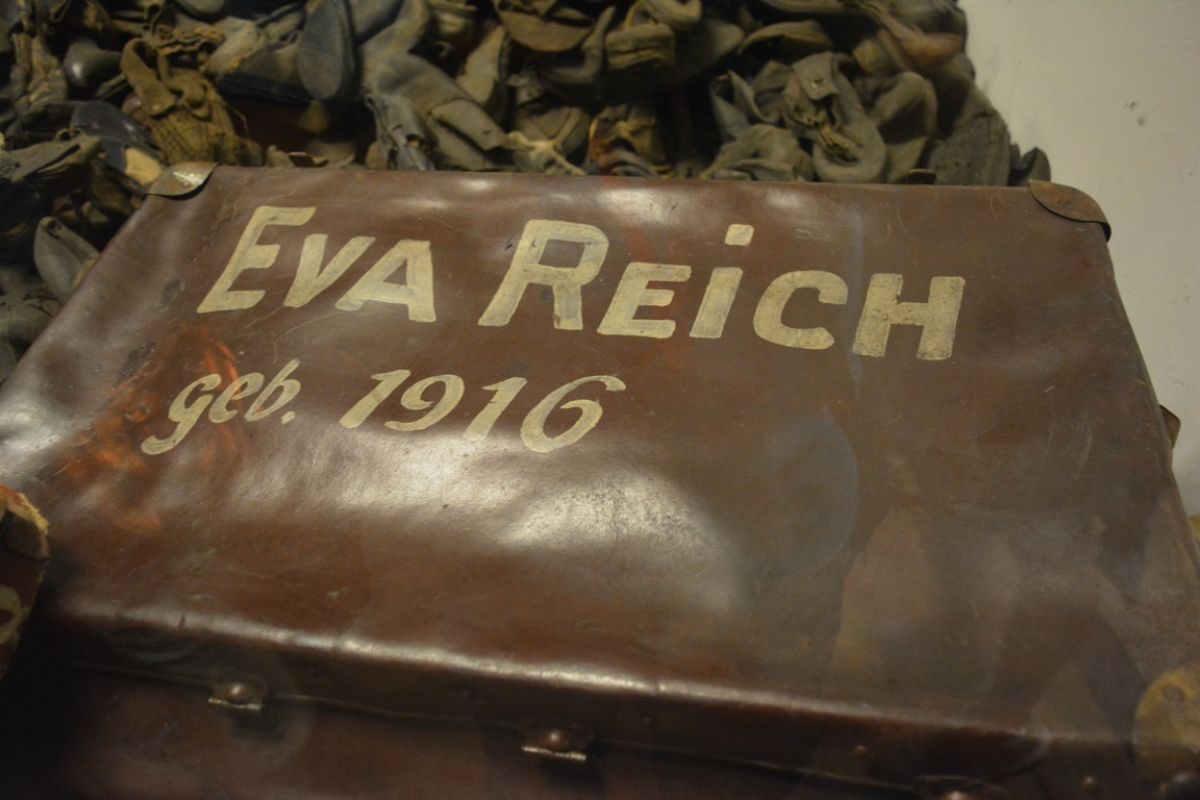 EVA REiCH
geb. 1916